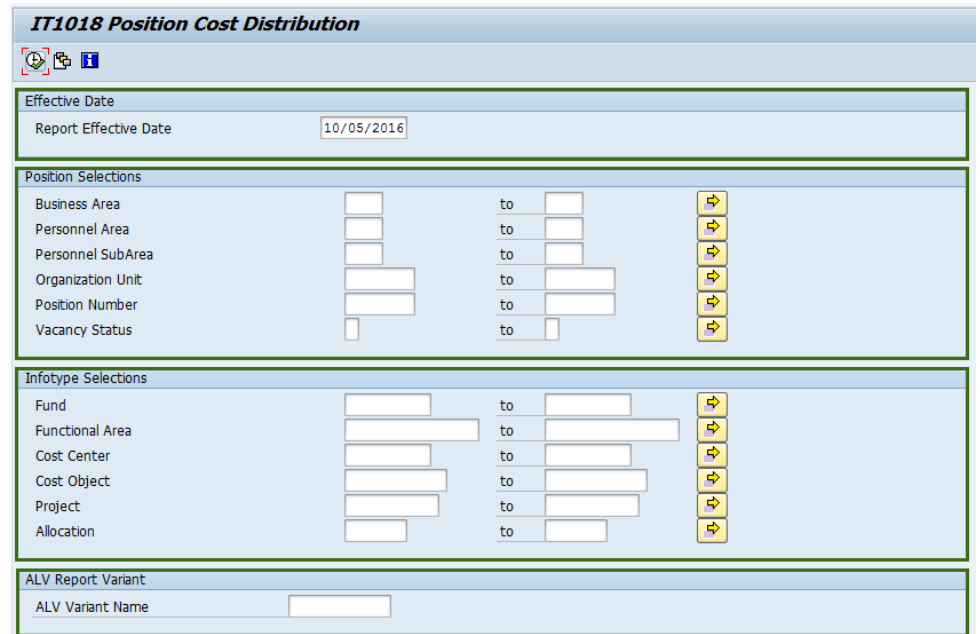 IT1018 Position Cost Distribution
Effective Date
Report Effective Date 10/05/2016
Position Selections
Business Area to
Personnel Area to
Personnel SubArea to
Organization Unit to
Position Number to
Vacancy Status to
Infotype Selections
Fund to
Functional Area to
Cost Center to
Cost Object to
Project to
Allocation to
ALV Report Variant
ALV Variant Name